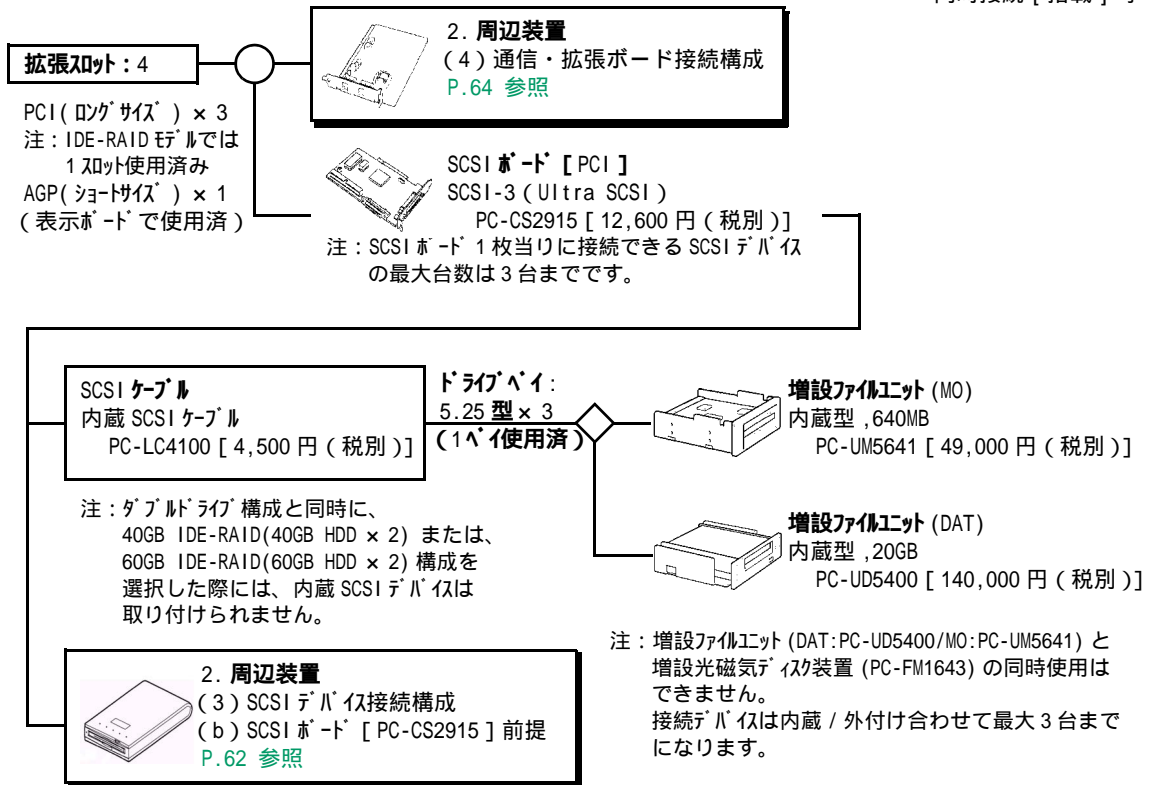 拡張スロット：4
PCI(ロングサイズ) × 3
注：IDE-RAIDモデルでは
1スロット使用済み
AGP(ショートサイズ) × 1
(表示ボードで使用済)
2．周辺装置
(4)通信・拡張ボード接続構成
P.64 参照
SCSIボード［PCI］
SCSI-3(Ultra SCSI)
PC-CS2915［12,600円(税別)］
注：SCSIボード1枚当りに接続できるSCSIデバイス
の最大台数は3台までです。
SCSIケーブル
内蔵SCSIケーブル
PC-LC4100［4,500円(税別)］
ドライブベイ：
5.25型×3
(1ベイ使用済)
増設ファイルユニット(MO)
内蔵型,640MB
PC-UM5641［49,000円(税別)］
注：ダブルドライブ構成と同時に、
40GB IDE-RAID(40GB HDD × 2) または、
60GB IDE-RAID(60GB HDD × 2)構成を
選択した際には、内蔵SCSIデバイスは
取り付けられません。
増設ファイルユニット(DAT)
内蔵型,20GB
PC-UD5400［140,000円(税別)］
2．周辺装置
(3)SCSIデバイス接続構成
(b)SCSIボード［PC-CS2915］前提
P.62 参照
注：増設ファイルユニット(DAT:PC-UD5400/MO:PC-UM5641)と
増設光磁気ディスク装置(PC-FM1643)の同時使用は
できません。
接続デバイスは内蔵/外付け合わせて最大3台まで
になります。